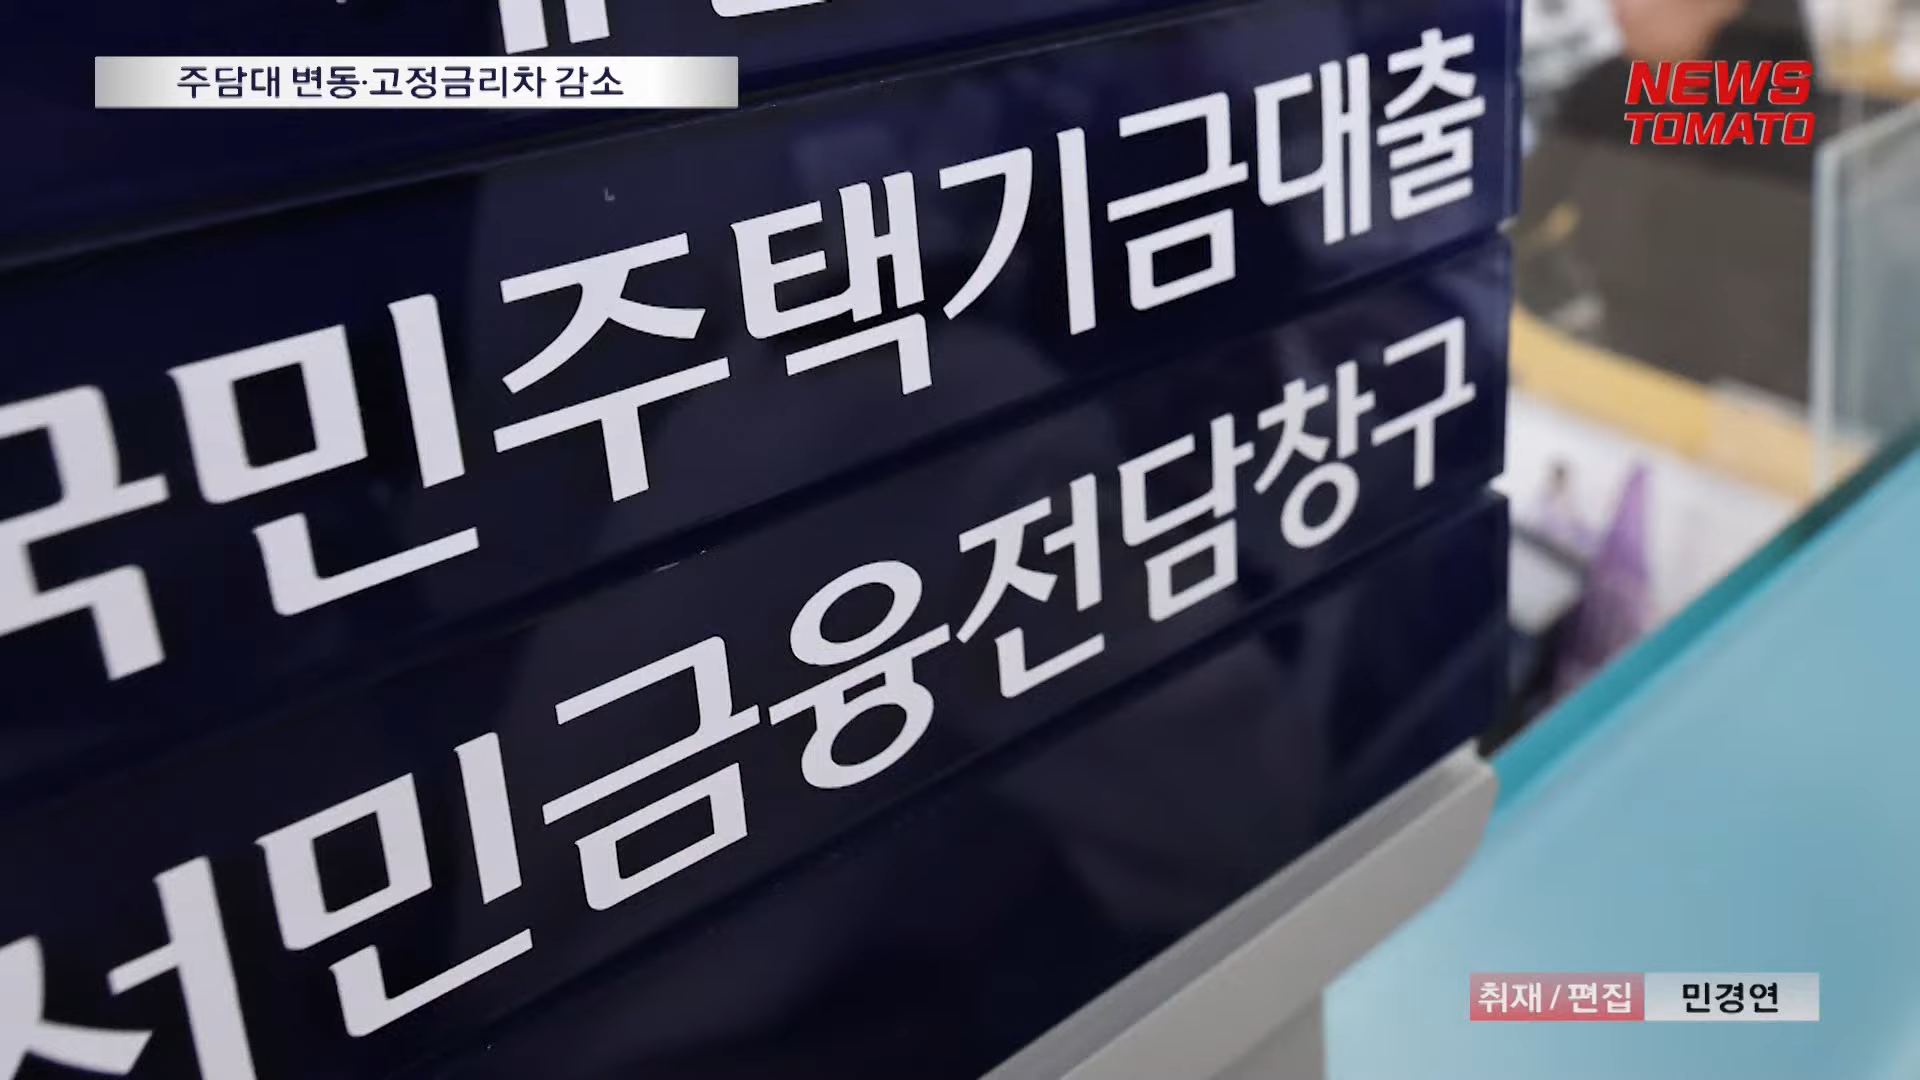 주담대 변동·고정금리차 감소
NEWS
TOMATO
국민주택기금대출
서민금융전담창구
취재 / 편집 민경연